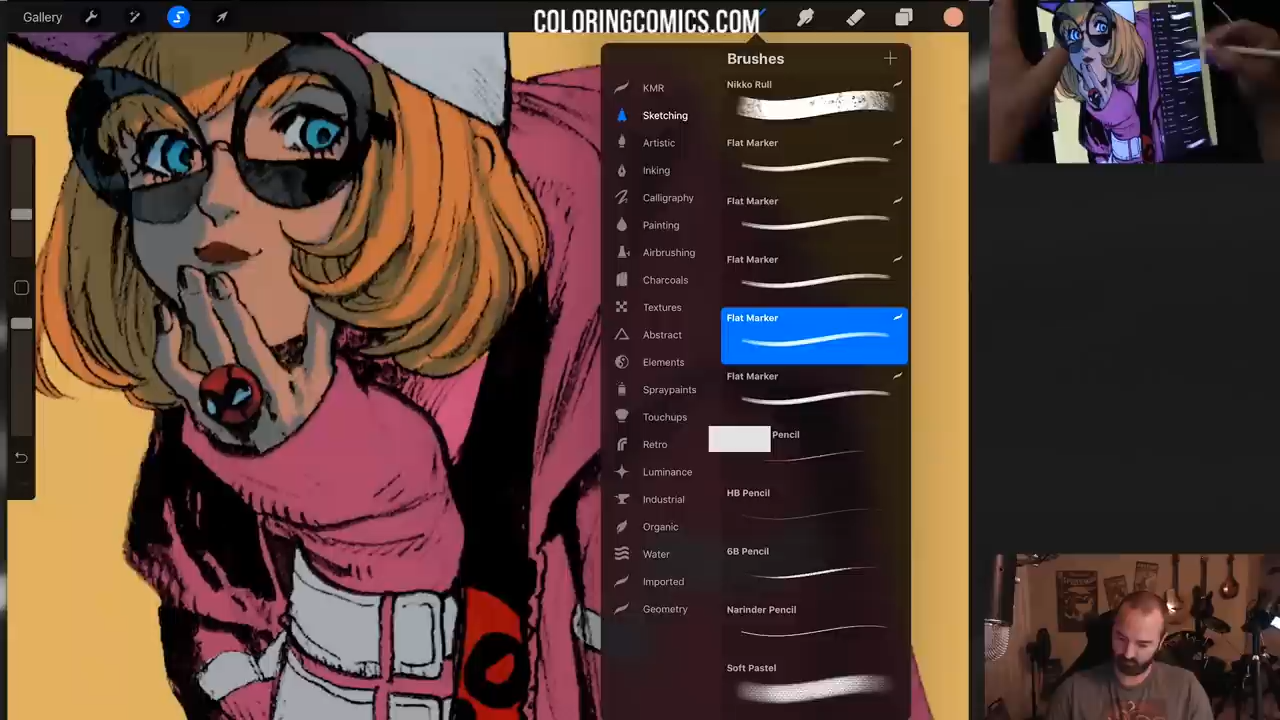 Gallery
COLORINGCOMICS.COM
Brushes
KMR
Sketching
Artistic
Inking
Calligraphy
Painting
Airbrushing
Charcoals
Textures
Abstract
Elements
Spraypaints
Touchups
Retro
Luminance
Industrial
Organic
Water
Imported
Geometry
Nikko Rull
Flat Marker
Flat Marker
Flat Marker
Flat Marker
Flat Marker
Pencil
HB Pencil
6B Pencil
Narinder Pencil
Soft Pastel